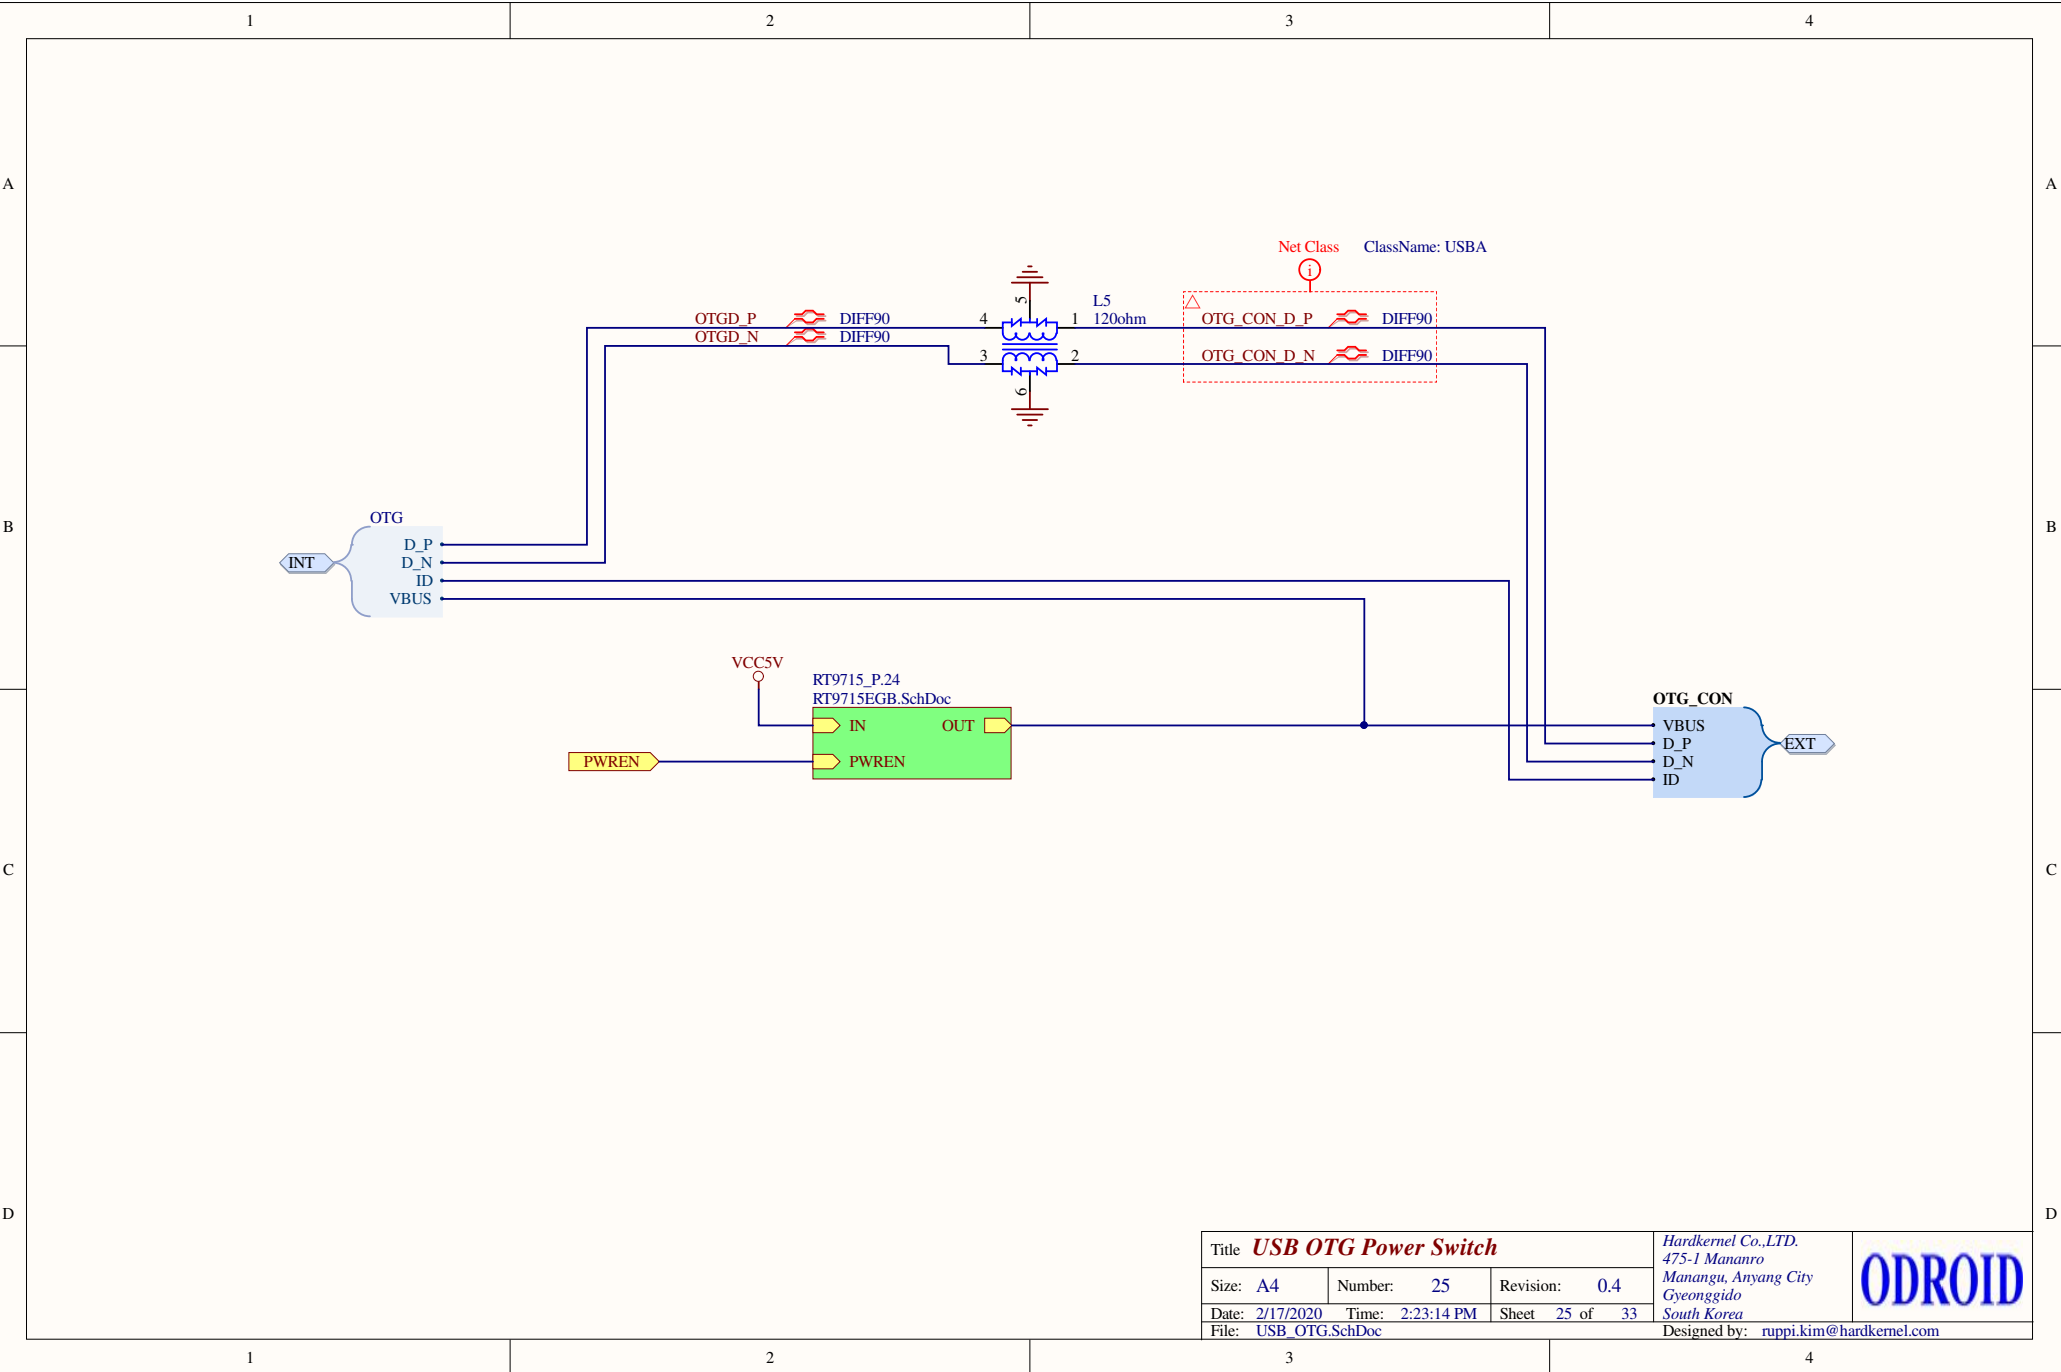 1 2 3 4
A A
Net Class ClassName: USBA
i
5
L5
OTGD_P DIFF90 4 1 120ohm OTG_CON_D_P DIFF90
OTGD_N DIFF90
3 2 OTG_CON_D_N DIFF90
6
OTG
B B
D_P
INT D_N
ID
VBUS
VCC5V
RT9715_P.24
RT9715EGB.SchDoc OTG_CON
IN OUT VBUS
D_P EXT
PWREN PWREN D_N
ID
C C
D D
Title USB OTG Power Switch
Size: A4 Number: 25 Revision: 0.4
Date: 2/17/2020 Time: 2:23:14 PM Sheet 25 of 33
File: USB_OTG.SchDoc
Hardkernel Co.,LTD.
475-1 Mananro
Manangu, Anyang City
Gyeonggido
South Korea
Designed by: ruppi.kim@hardkernel.com
ODROID
1 2 3 4